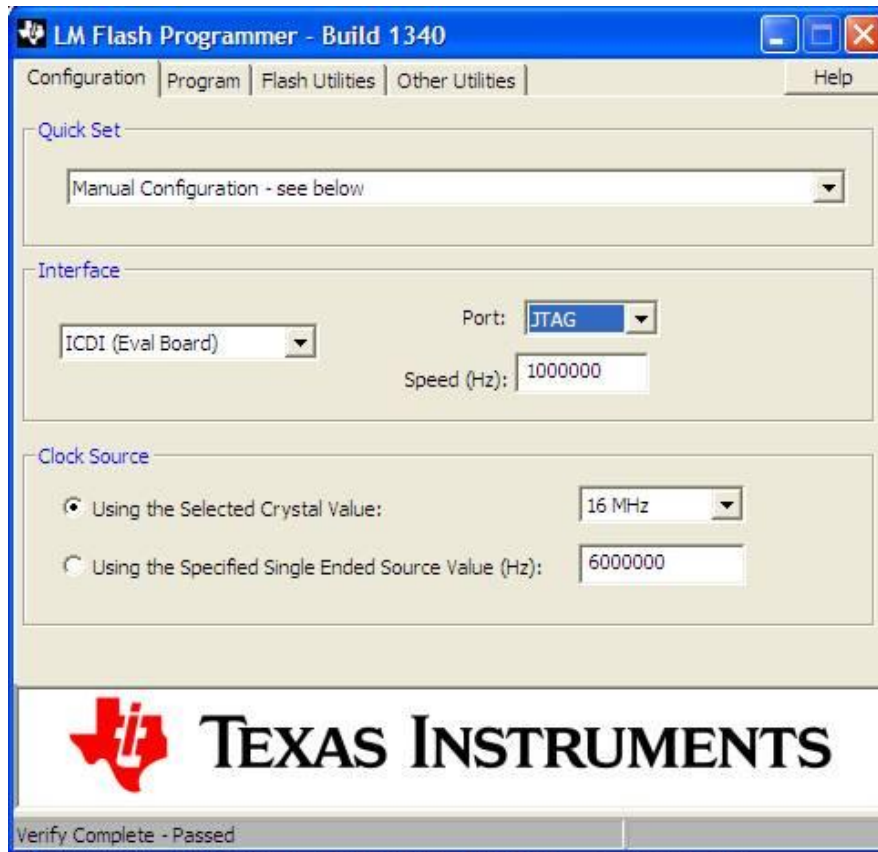 LM Flash Programmer - Build 1340
Configuration Program Flash Utilities Other Utilities Help
Quick Set
Manual Configuration - see below
Interface
ICDI (Eval Board)
Port: JTAG
Speed (Hz): 1000000
Clock Source
Using the Selected Crystal Value: 16 MHz
Using the Specified Single Ended Source Value (Hz): 6000000
ti TEXAS INSTRUMENTS
Verify Complete - Passed